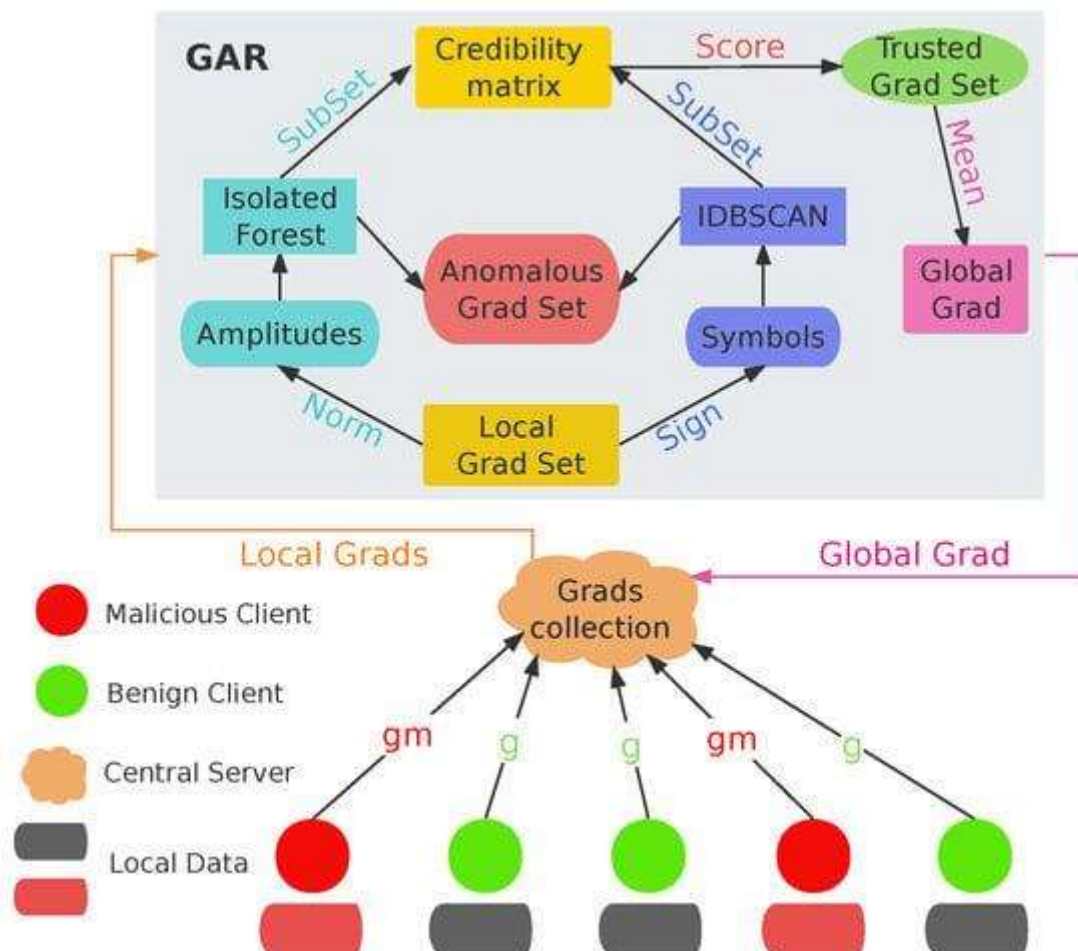 GAR
Credibility
matrix
Score
Trusted
Grad Set
SubSet
SubSet
Mean
Isolated
Forest
IDBSCAN
Anomalous
Grad Set
Global
Grad
Amplitudes
Symbols
Norm
Local
Grad Set
Sign
Local Grads
Global Grad
Grads
collection
Malicious Client
Benign Client
Central Server
Local Data
gm
g
g
gm
g